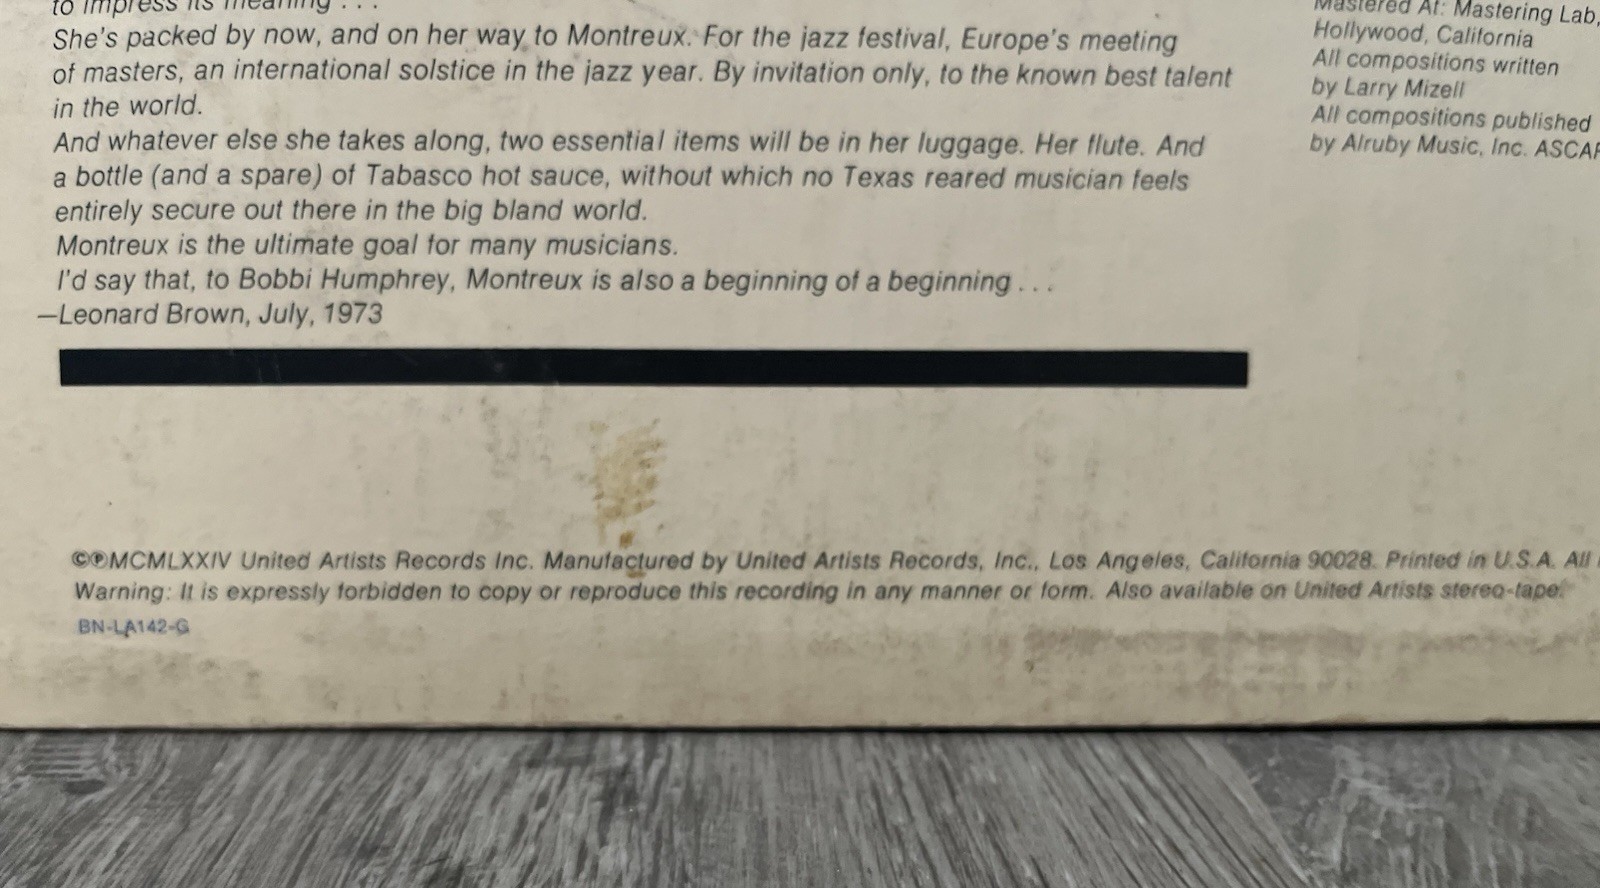 to impress its meaning . . .
She's packed by now, and on her way to Montreux. For the jazz festival, Europe's meeting
of masters, an international solstice in the jazz year. By invitation only, to the known best talent
in the world.
And whatever else she takes along, two essential items will be in her luggage. Her flute. And
a bottle (and a spare) of Tabasco hot sauce, without which no Texas reared musician feels
entirely secure out there in the big bland world.
Montreux is the ultimate goal for many musicians.
I'd say that, to Bobbi Humphrey, Montreux is also a beginning of a beginning . . .
—Leonard Brown, July, 1973
Mastered At: Mastering Lab,
Hollywood, California
All compositions written
by Larry Mizell
All compositions published
by Alruby Music, Inc. ASCAP
©℗MCMLXXIV United Artists Records Inc. Manufactured by United Artists Records, Inc., Los Angeles, California 90028. Printed in U.S.A. All
Warning: It is expressly forbidden to copy or reproduce this recording in any manner or form. Also available on United Artists stereo-tape.
BN-LA142-G